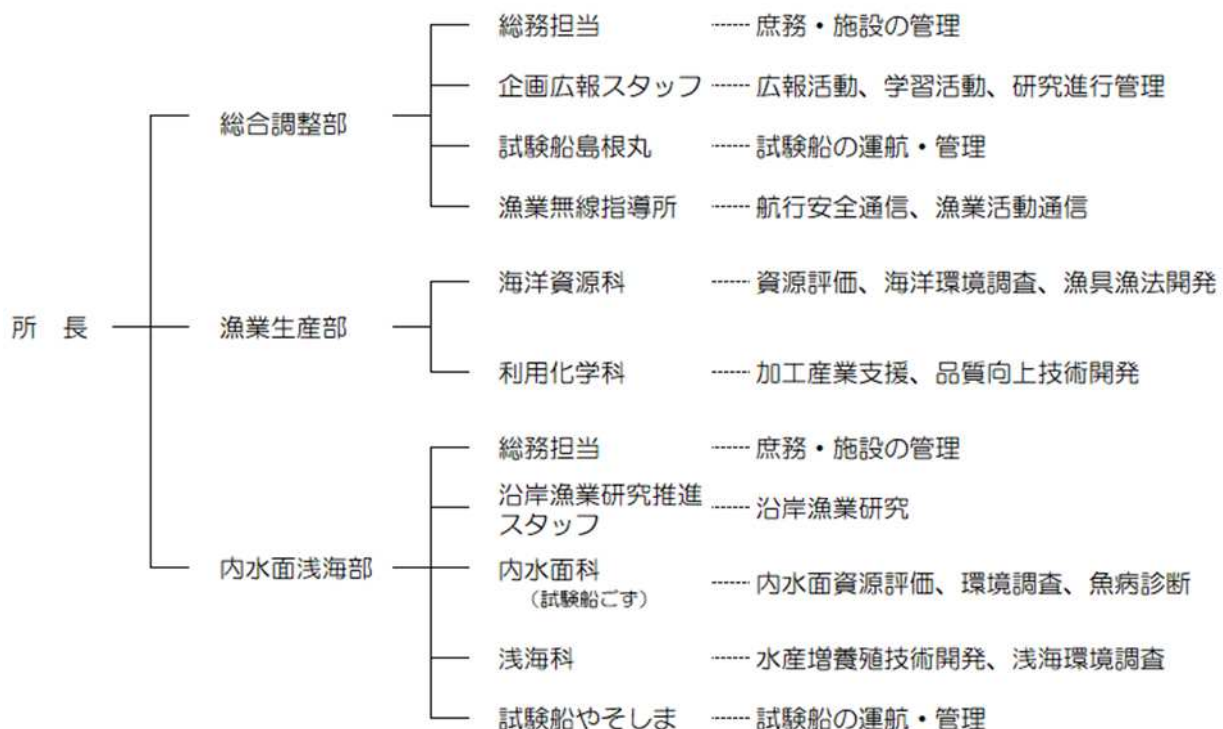 総務担当 庶務・施設の管理
企画広報スタッフ 広報活動、学習活動、研究進行管理
総合調整部
試験船島根丸 試験船の運航・管理
漁業無線指導所 航行安全通信、漁業活動通信
海洋資源科 資源評価、海洋環境調査、漁具漁法開発
所 長 漁業生産部
利用化学科 加工産業支援、品質向上技術開発
総務担当 庶務・施設の管理
沿岸漁業研究推進
スタッフ 沿岸漁業研究
内水面浅海部 内水面科
(試験船ごず) 内水面資源評価、環境調査、魚病診断
浅海科 水産増養殖技術開発、浅海環境調査
試験船やそしま 試験船の運航・管理